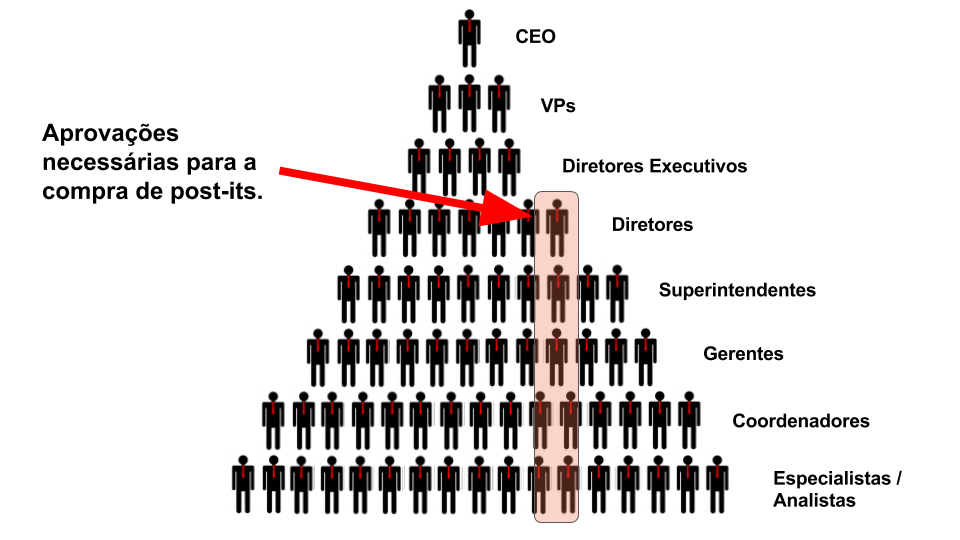 CEO
VPs
Aprovações
necessárias para a
compra de post-its.
Diretores Executivos
Diretores
Superintendentes
Gerentes
Coordenadores
Especialistas /
Analistas